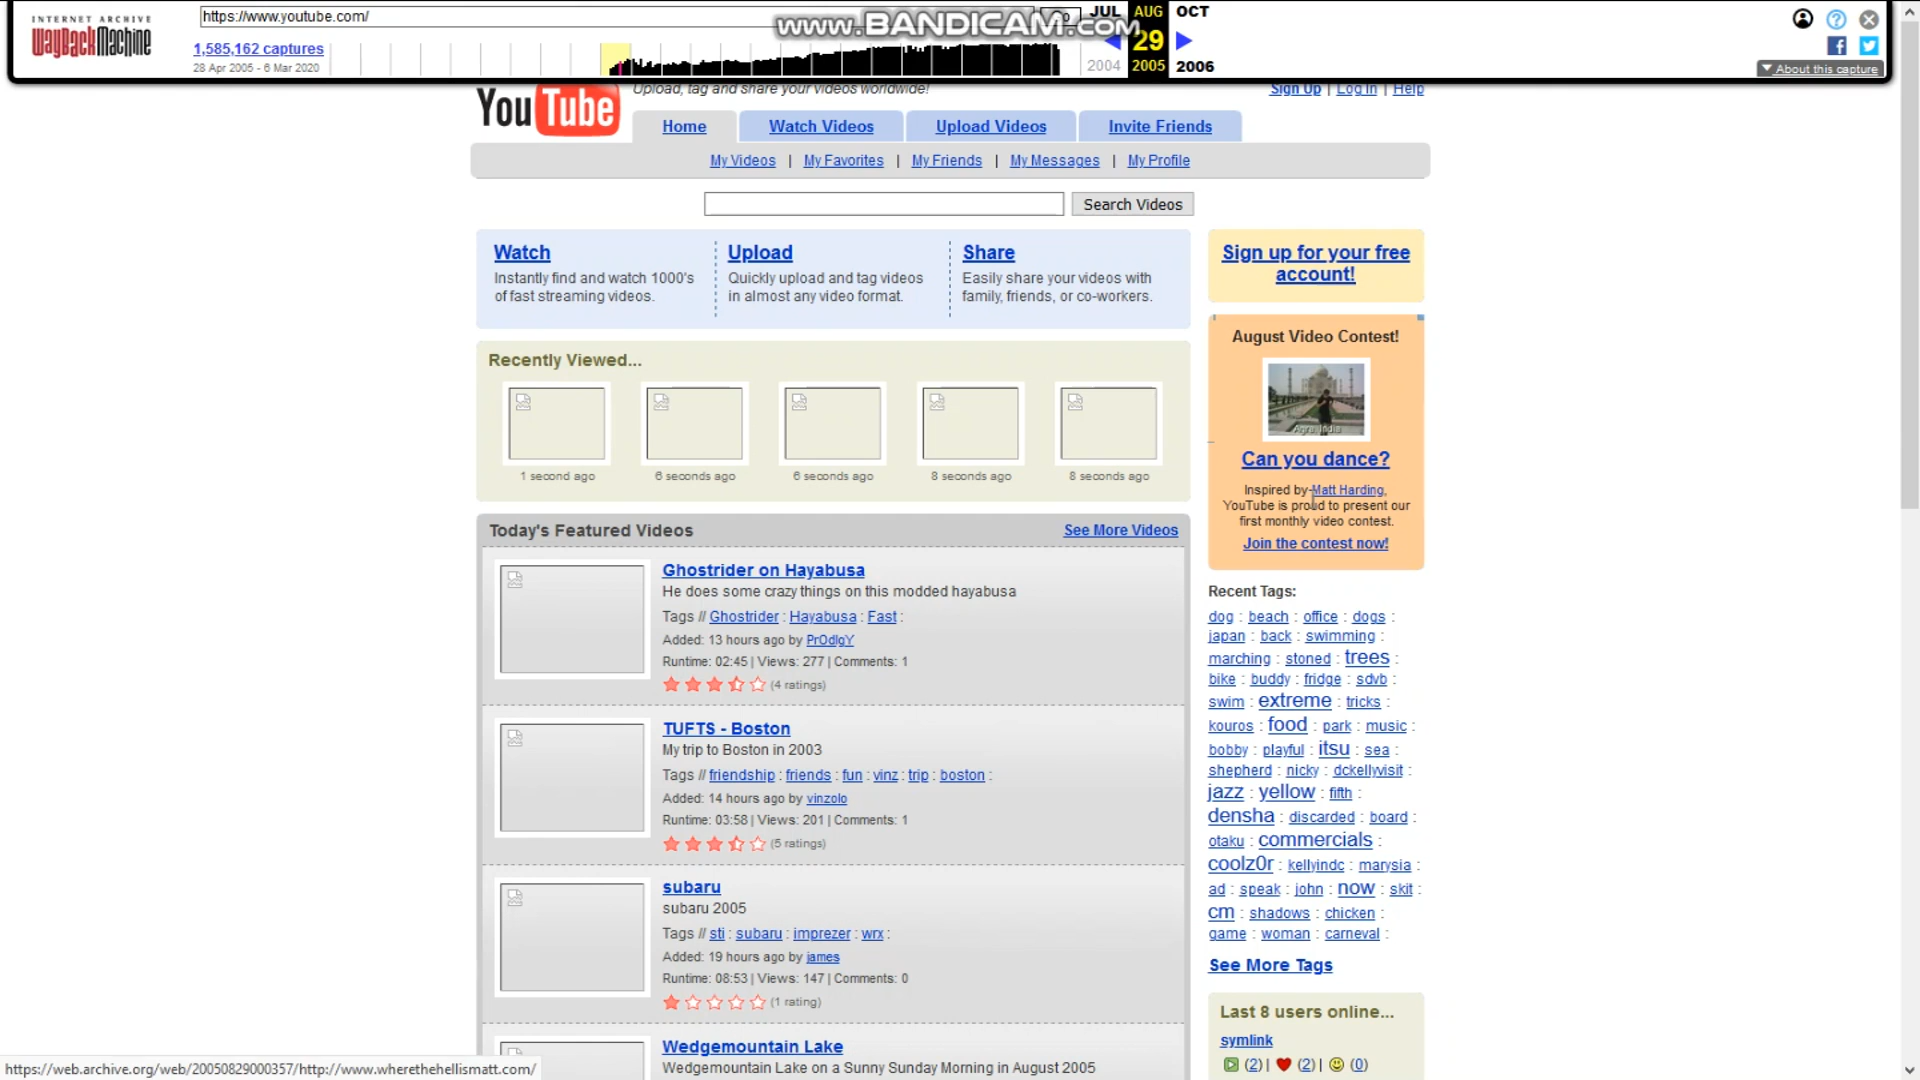 INTERNET ARCHIVE
WayBackMachine
https://www.youtube.com/
www.BANDICAM.com
JUL AUG OCT
1,585,162 captures
29
28 Apr 2005 - 6 Mar 2020
2004 2005 2006
About this capture
YouTube
Upload, tag and share your videos worldwide!
Sign Up | Log In | Help
Home Watch Videos Upload Videos Invite Friends
My Videos | My Favorites | My Friends | My Messages | My Profile
Search Videos
Watch
Instantly find and watch 1000's
of fast streaming videos.
Upload
Quickly upload and tag videos
in almost any video format.
Share
Easily share your videos with
family, friends, or co-workers.
Recently Viewed...
1 second ago 6 seconds ago 6 seconds ago 8 seconds ago 8 seconds ago
Today's Featured Videos See More Videos
Ghostrider on Hayabusa
He does some crazy things on this modded hayabusa
Tags // Ghostrider : Hayabusa : Fast :
Added: 13 hours ago by PrOdIgY
Runtime: 02:45 | Views: 277 | Comments: 1
(4 ratings)
TUFTS - Boston
My trip to Boston in 2003
Tags // friendship : friends : fun : vinz : trip : boston :
Added: 14 hours ago by vinzolo
Runtime: 03:58 | Views: 201 | Comments: 1
(5 ratings)
subaru
subaru 2005
Tags // sti : subaru : imprezer : wrx :
Added: 19 hours ago by james
Runtime: 08:53 | Views: 147 | Comments: 0
(1 rating)
Wedgemountain Lake
Wedgemountain Lake on a Sunny Sunday Morning in August 2005
Sign up for your free
account!
August Video Contest!
Agra, India
Can you dance?
Inspired by Matt Harding,
YouTube is proud to present our
first monthly video contest.
Join the contest now!
Recent Tags:
dog : beach : office : dogs :
japan : back : swimming :
marching : stoned : trees :
bike : buddy : fridge : sdvb :
swim : extreme : tricks :
kouros : food : park : music :
bobby : playful : itsu : sea :
shepherd : nicky : dckellyvisit :
jazz : yellow : fifth :
densha : discarded : board :
otaku : commercials :
coolz0r : kellyindc : marysia :
ad : speak : john : now : skit :
cm : shadows : chicken :
game : woman : carneval :
See More Tags
Last 8 users online...
symlink
(2) | (2) | (0)
https://web.archive.org/web/20050829000357/http://www.wherethehellismatt.com/